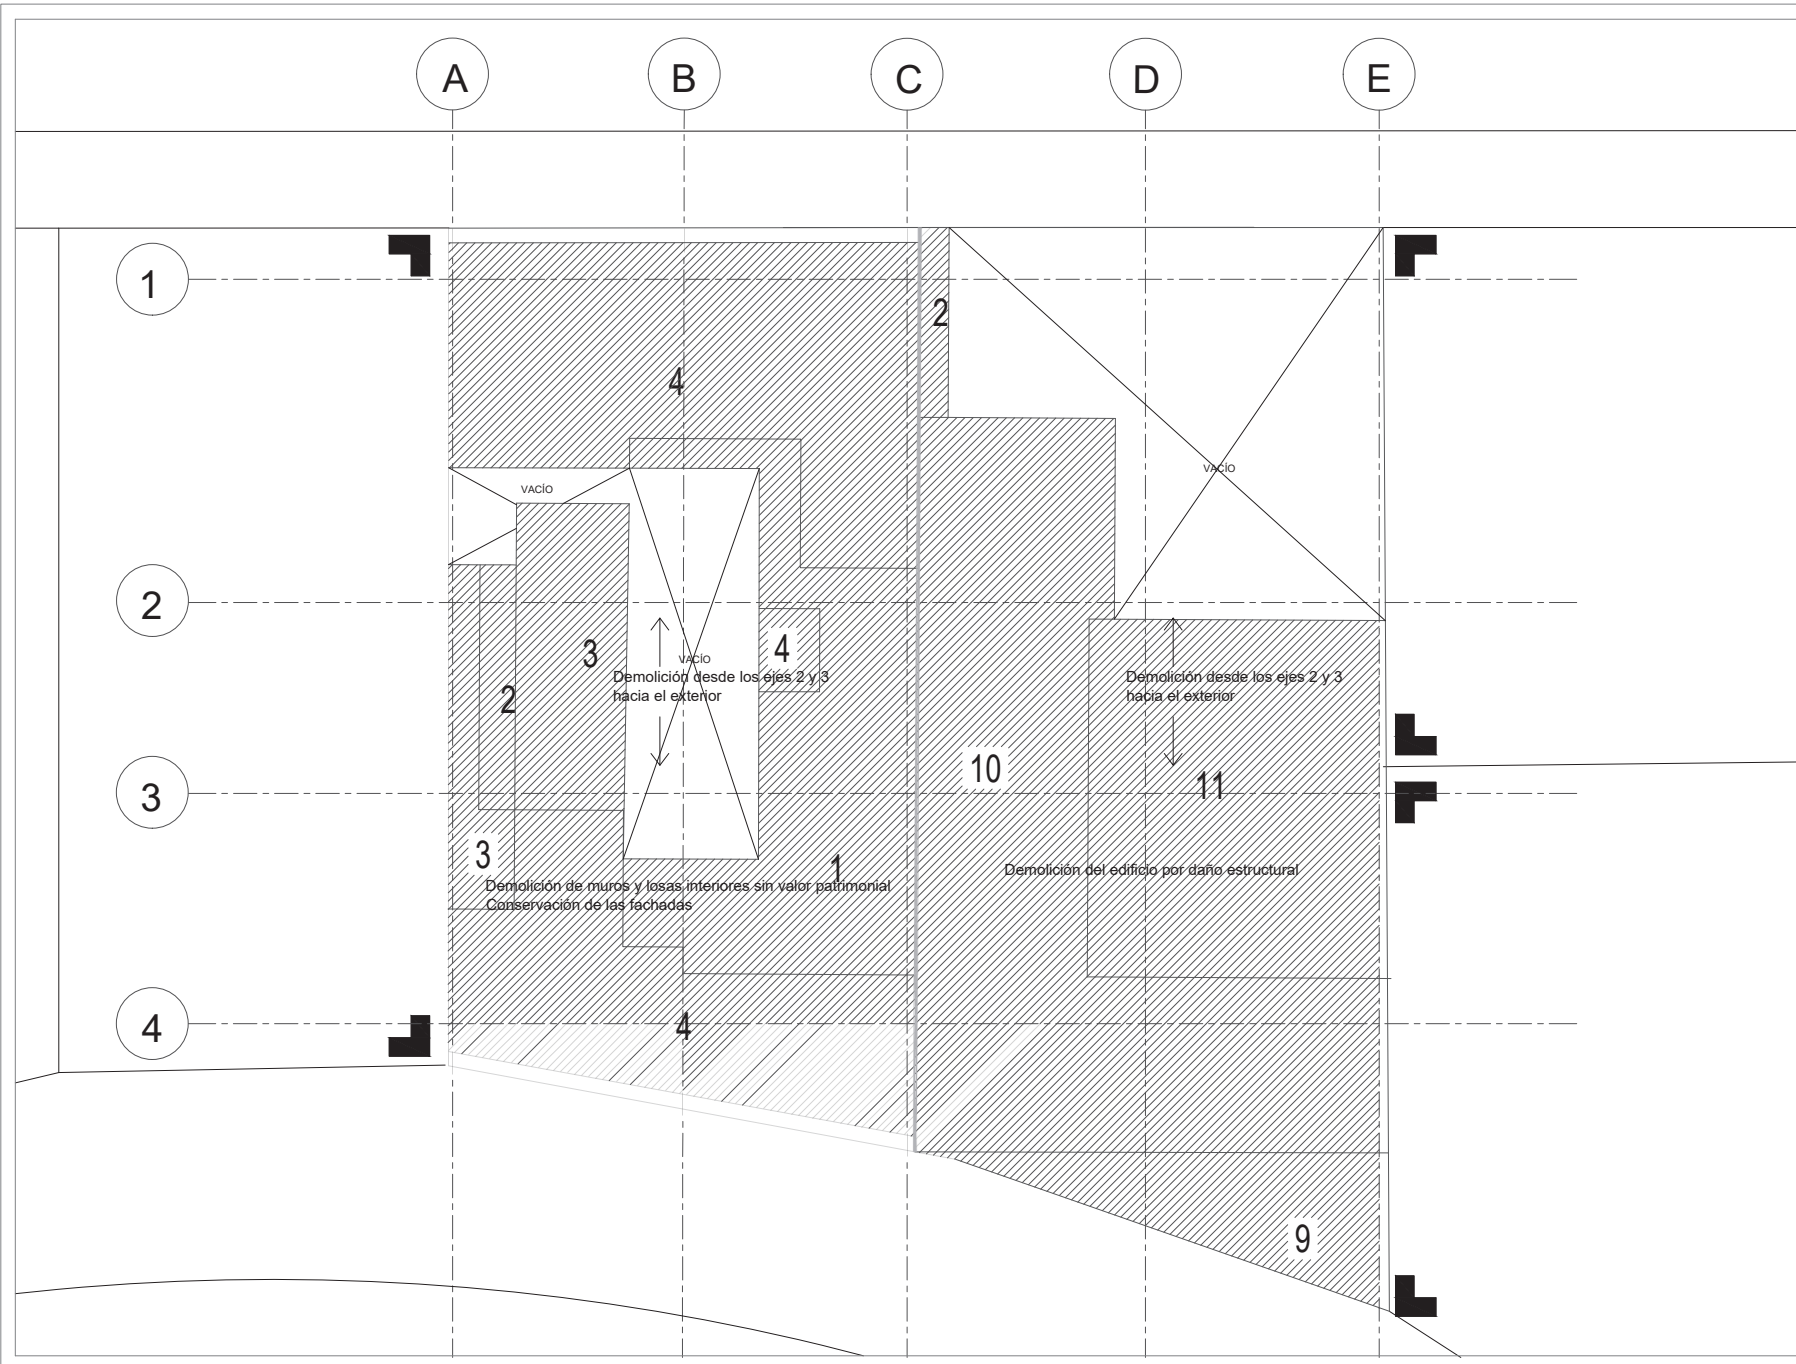 A
B
C
D
E
1
2
4
VACÍO
VACÍO
2
3
4
VACÍO
Demolición desde los ejes 2 y 3
hacia el exterior
Demolición desde los ejes 2 y 3
hacia el exterior
2
10
11
3
3
1
Demolición de muros y losas interiores sin valor patrimonial
Conservación de las fachadas
Demolición del edificio por daño estructural
4
4
9